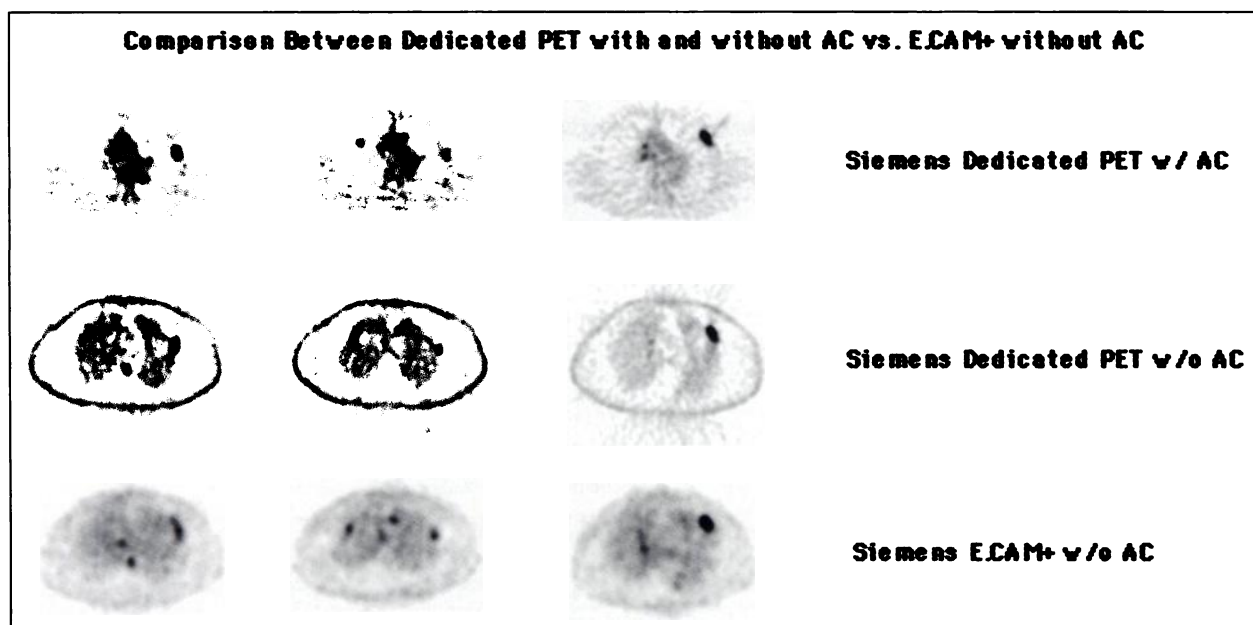 Comparison Between Dedicated PET with and without AC vs. E.CAM+ without AC
Siemens Dedicated PET w/ AC
Siemens Dedicated PET w/o AC
Siemens E.CAM+ w/o AC